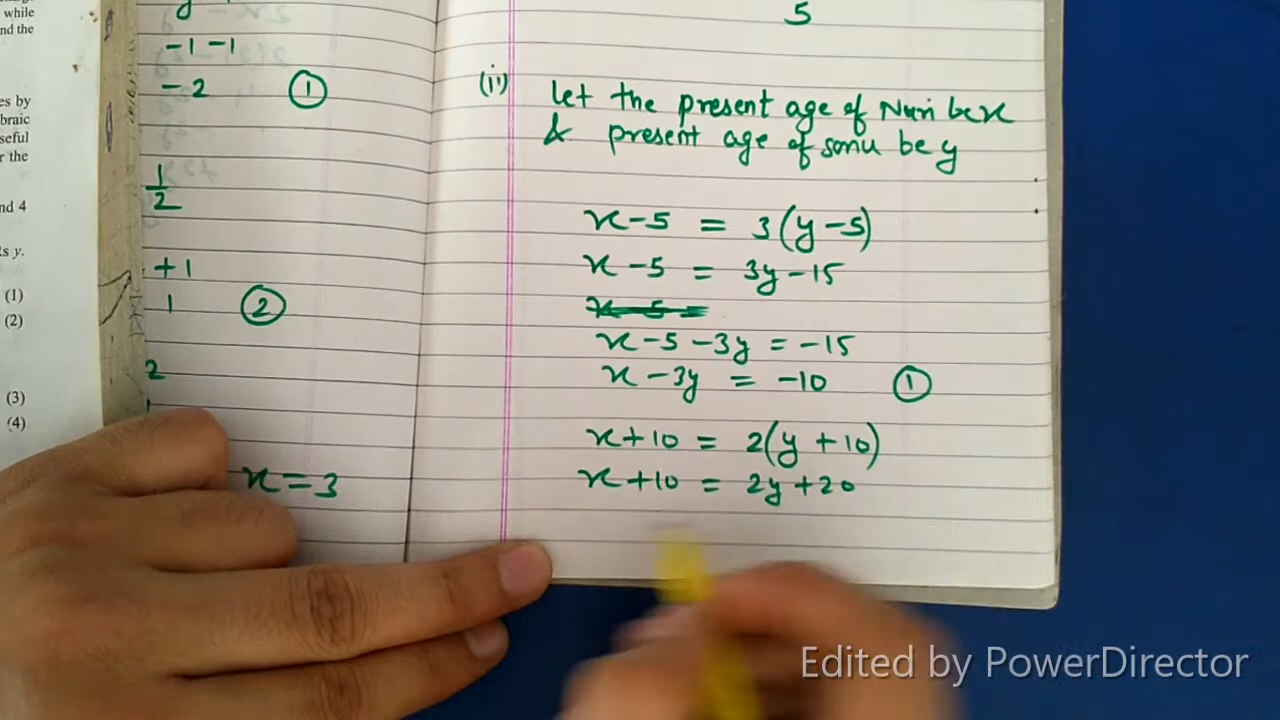 while
nd the
es by
braic
seful
r the
nd 4
s y.
(1)
(2)
(3)
(4)
-1 -1
-2 ①
1/2
+1
1 ②
2
x=3
5
(ii) Let the present age of Nuri be x
& present age of sonu be y
x-5 = 3(y-5)
x-5 = 3y-15
x-5 =
x-5-3y = -15
x-3y = -10 ①
x+10 = 2(y+10)
x+10 = 2y+20
Edited by PowerDirector